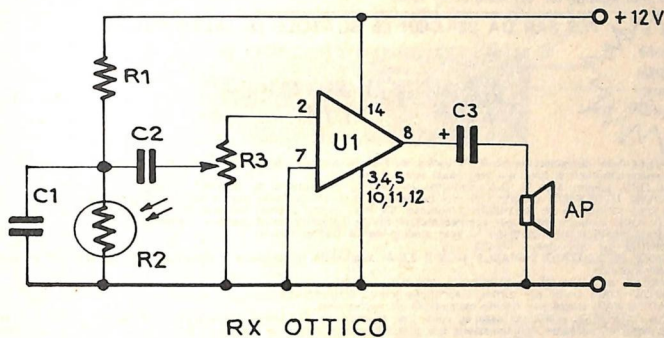 + 12V
R1
C2
2
14
U1
8
C3
+
R3
7
3,4,5
10,11,12
C1
R2
AP
−
RX OTTICO